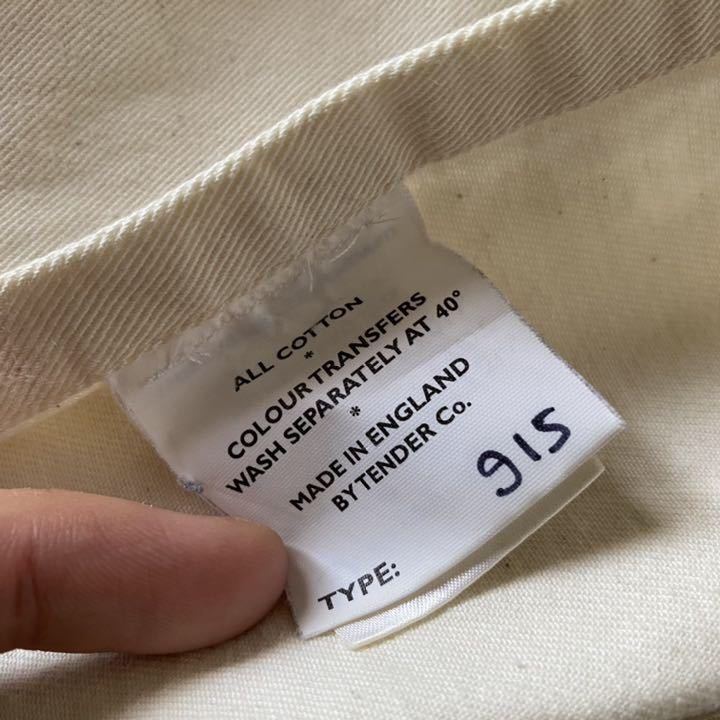 ALL COTTON
*
COLOUR TRANSFERS
WASH SEPARATELY AT 40°
*
MADE IN ENGLAND
BY TENDER Co.
TYPE: 915